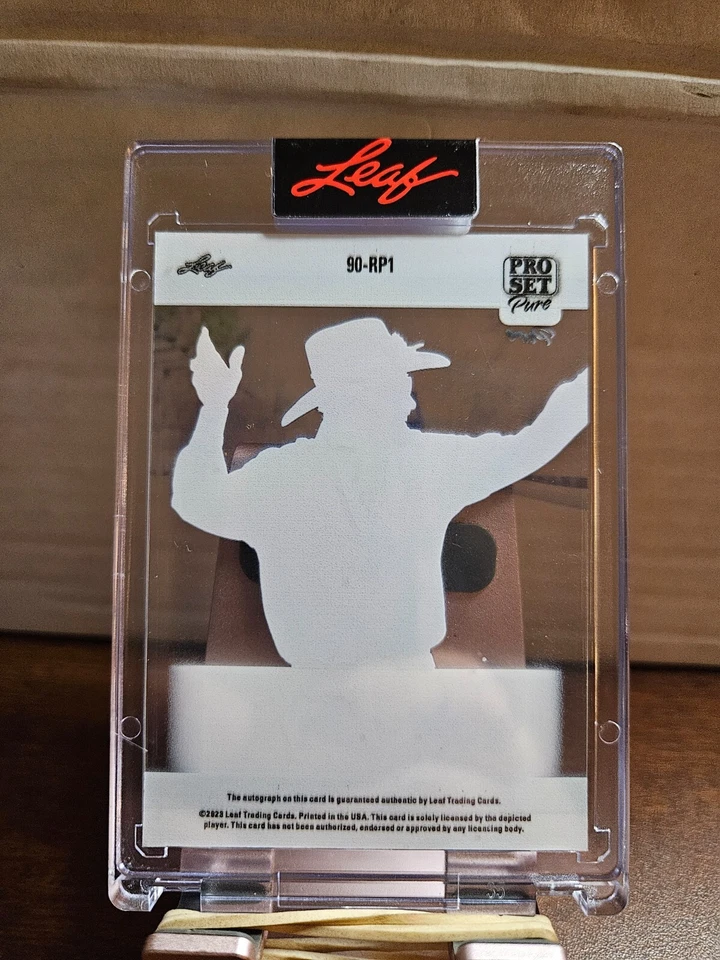 Leaf
Leaf
90-RP1
PRO
SET
Pure
The autograph on this card is guaranteed authentic by Leaf Trading Cards.
©2023 Leaf Trading Cards. Printed in the USA. This card is solely licensed by the depicted
player. This card has not been authorized, endorsed or approved by any licencing body.